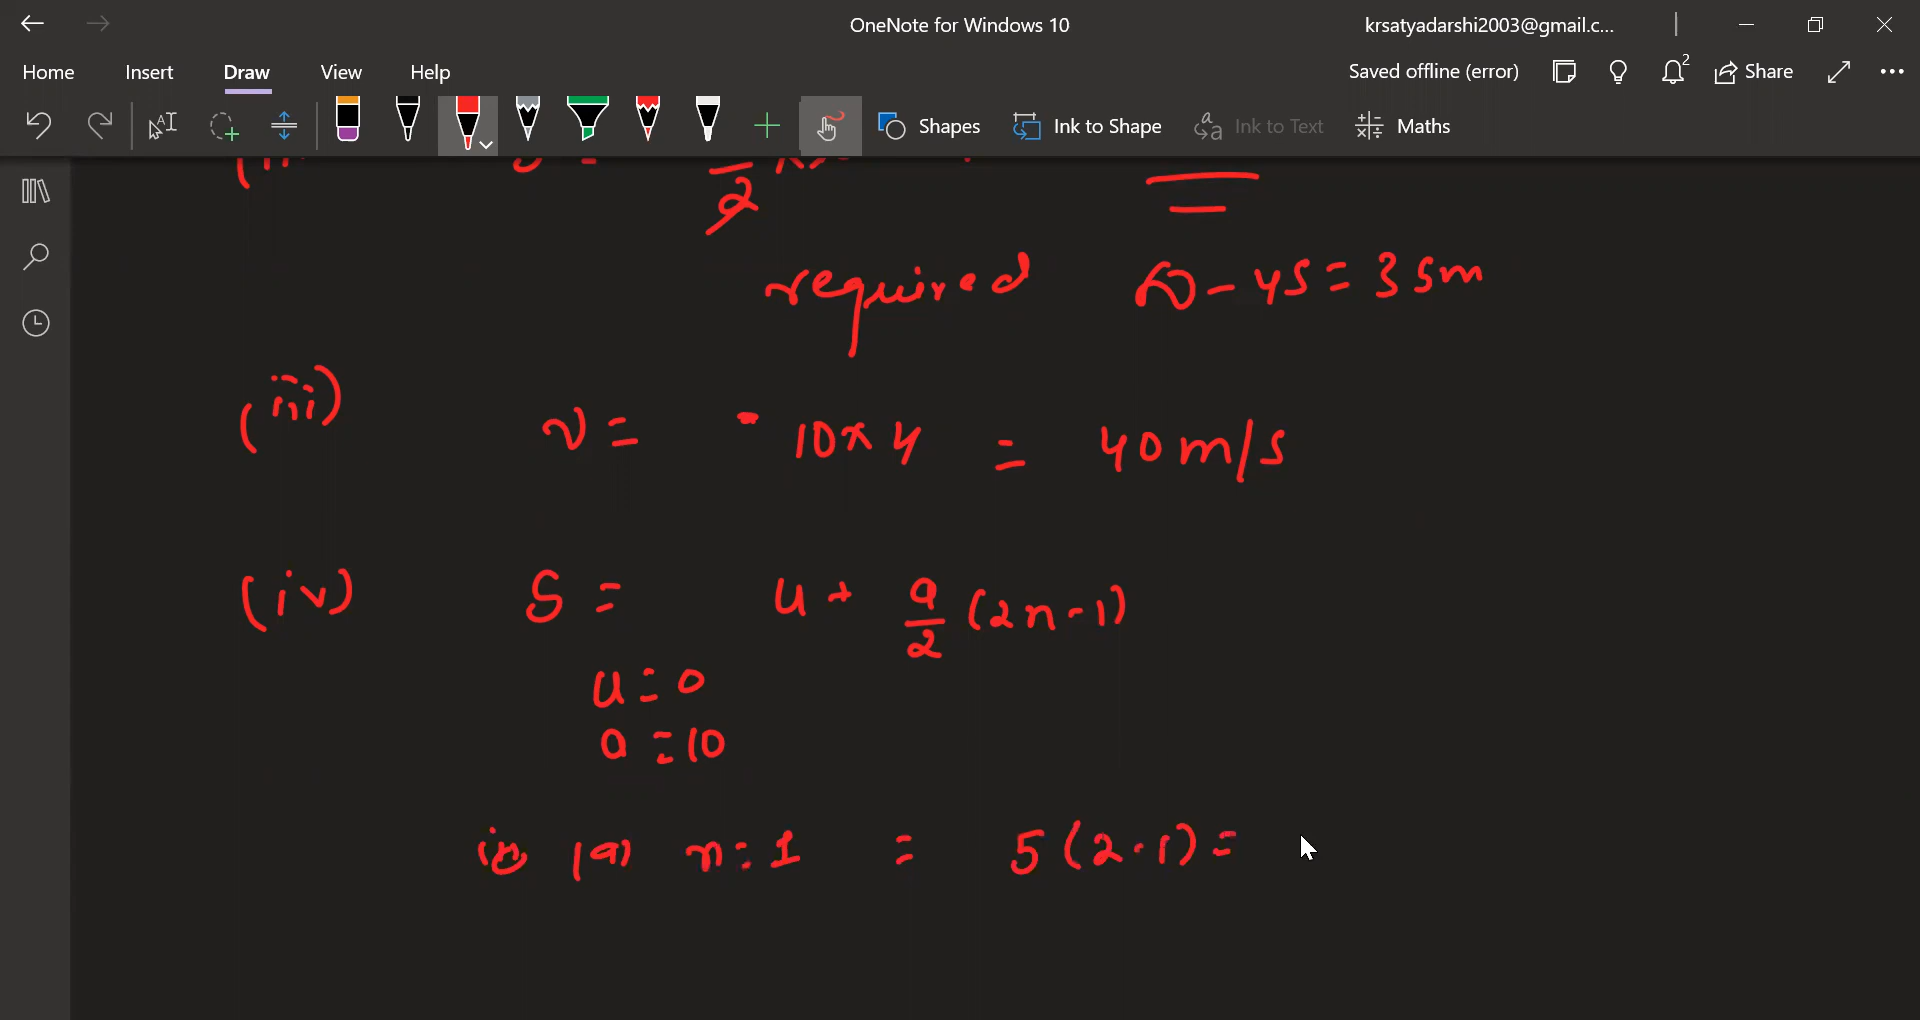 OneNote for Windows 10 krsatyadarshi2003@gmail.c...
Home Insert Draw View Help Saved offline (error) 2 Share
Shapes Ink to Shape Ink to Text Maths
2
required - 45 = 35m
(iii) v = - 10 x 4 = 40 m/s
(iv) S = u + a/2 (2n-1)
u = 0
a = 10
(a) n = 1 = 5 (2-1) =